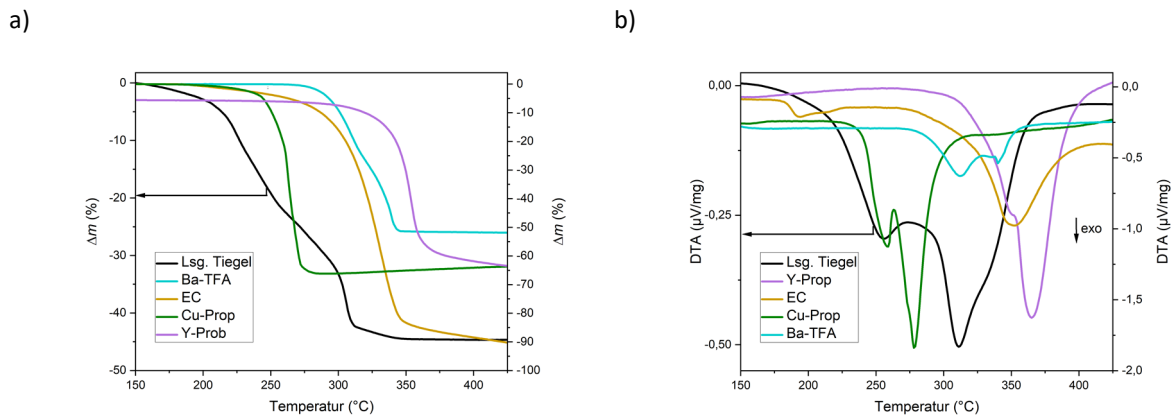 a)
b)
0
-10
-20
-30
-40
-50
Δm (%)
0
-10
-20
-30
-40
-50
-60
-70
-80
-90
-100
Δm (%)
Lsg. Tiegel
Ba-TFA
EC
Cu-Prop
Y-Prob
150 200 250 300 350 400
Temperatur (°C)
0,00
-0,25
-0,50
DTA (μV/mg)
0,0
-0,5
-1,0
-1,5
-2,0
DTA (μV/mg)
exo
Lsg. Tiegel
Y-Prop
EC
Cu-Prop
Ba-TFA
150 200 250 300 350 400
Temperatur (°C)